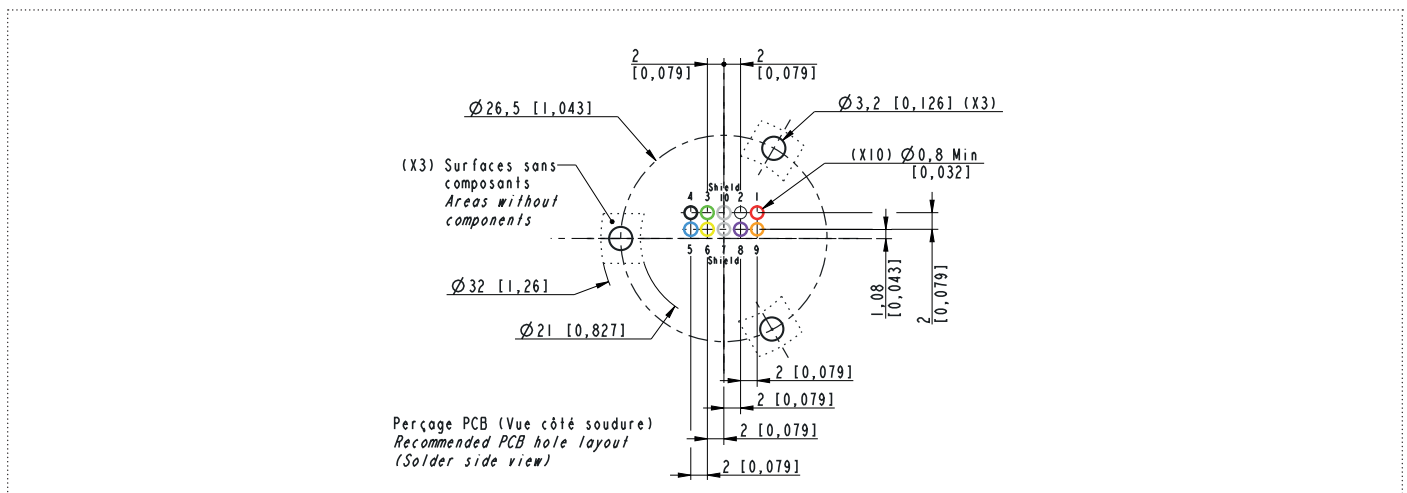 2
[0,079]
2
[0,079]
Ø26,5 [1,043]
Ø3,2 [0,126] (X3)
(X3) Surfaces sans
composants
Areas without
components
(X10) Ø0,8 Min
[0,032]
Shield
4 3 10 2 1
5 6 7 8 9
Shield
Ø32 [1,26]
Ø21 [0,827]
1,08
[0,043]
2
[0,079]
2 [0,079]
2 [0,079]
2 [0,079]
2 [0,079]
Perçage PCB (Vue côté soudure)
Recommended PCB hole layout
(Solder side view)